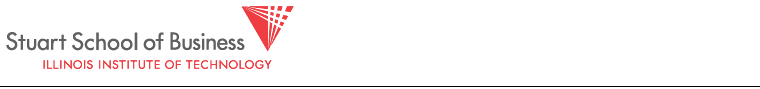 Stuart School of Business
ILLINOIS INSTITUTE OF TECHNOLOGY